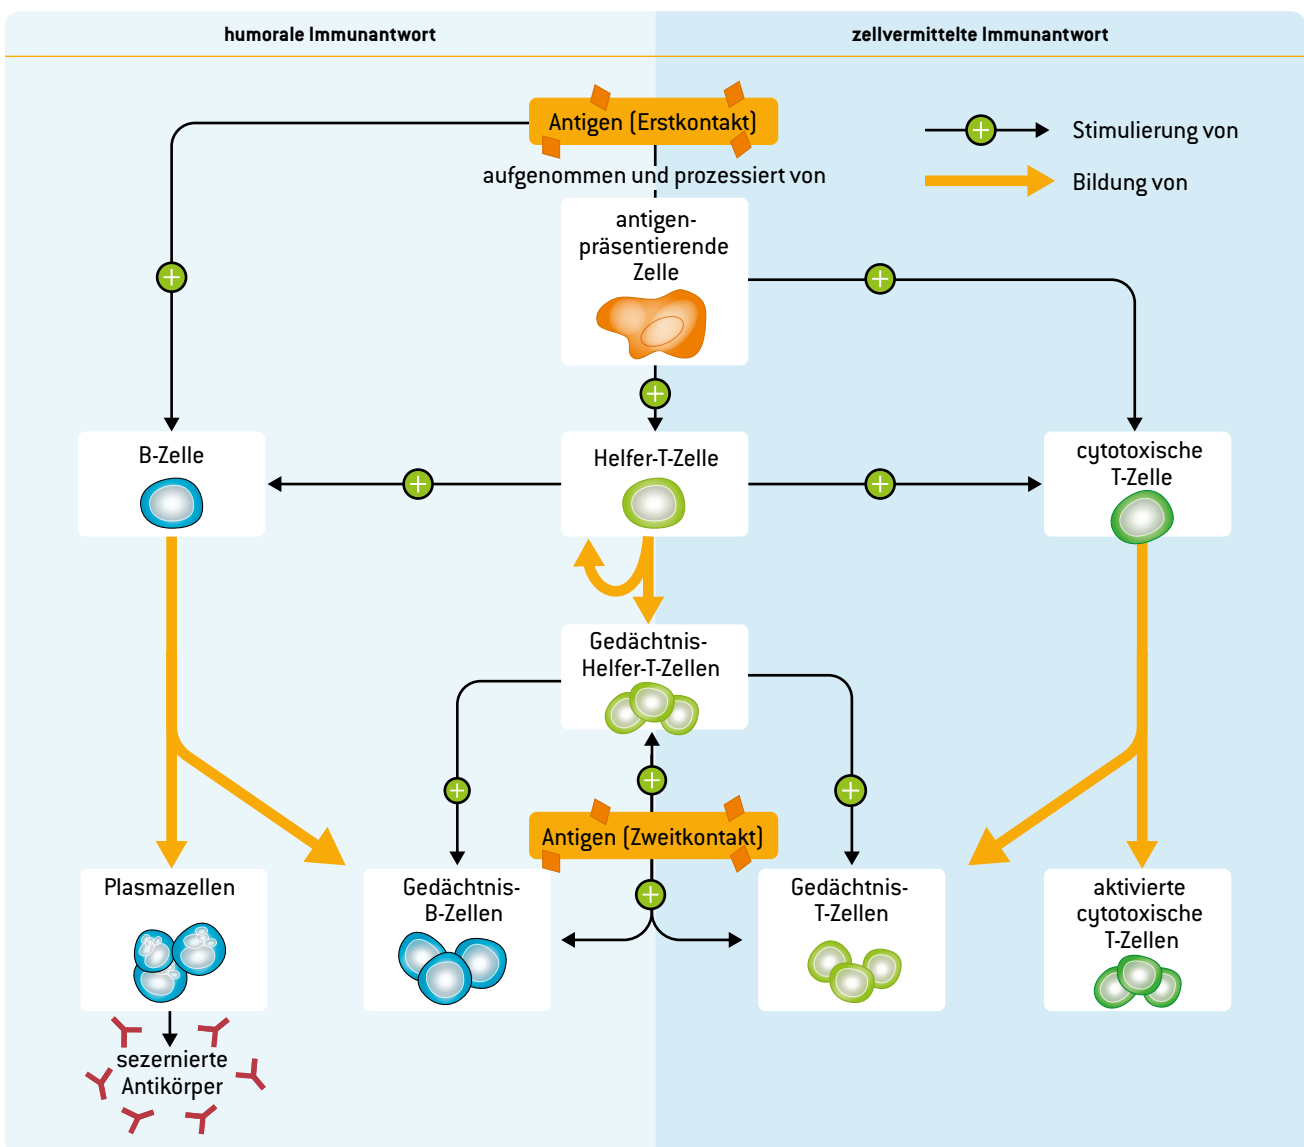 humorale Immunantwort
zellvermittelte Immunantwort
Antigen (Erstkontakt)
Stimulierung von
aufgenommen und prozessiert von
Bildung von
antigen-
präsentierende
Zelle
B-Zelle
Helfer-T-Zelle
cytotoxische
T-Zelle
Gedächtnis-
Helfer-T-Zellen
Antigen (Zweitkontakt)
Plasmazellen
Gedächtnis-
B-Zellen
Gedächtnis-
T-Zellen
aktivierte
cytotoxische
T-Zellen
sezernierte
Antikörper